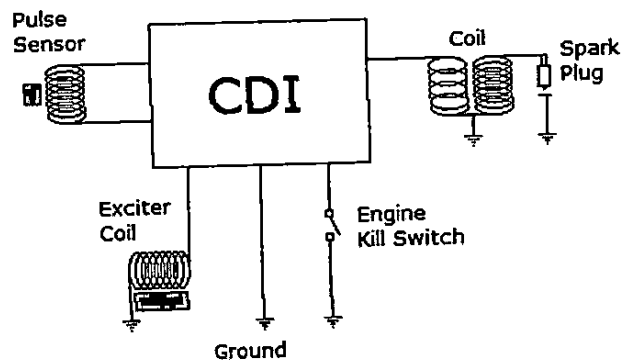 Pulse
Sensor
CDI
Coil
Spark
Plug
Exciter
Coil
Engine
Kill Switch
Ground